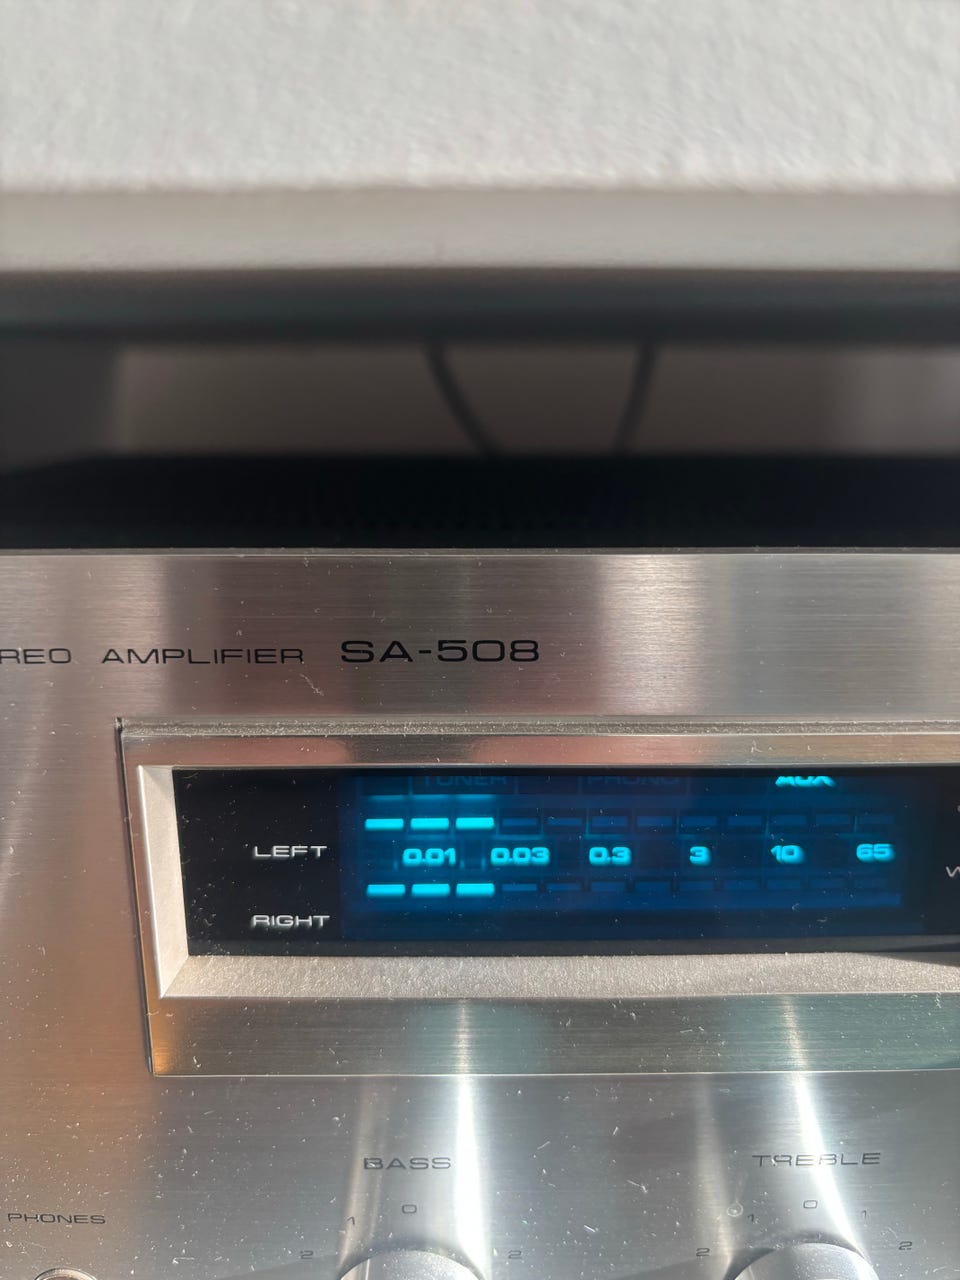 REO AMPLIFIER SA-508
TUNER PHONO AUX
LEFT
0.01 0.03 0.3 3 10 65
RIGHT
BASS
TREBLE
PHONES
2 1 0 2
2 1 0 1 2